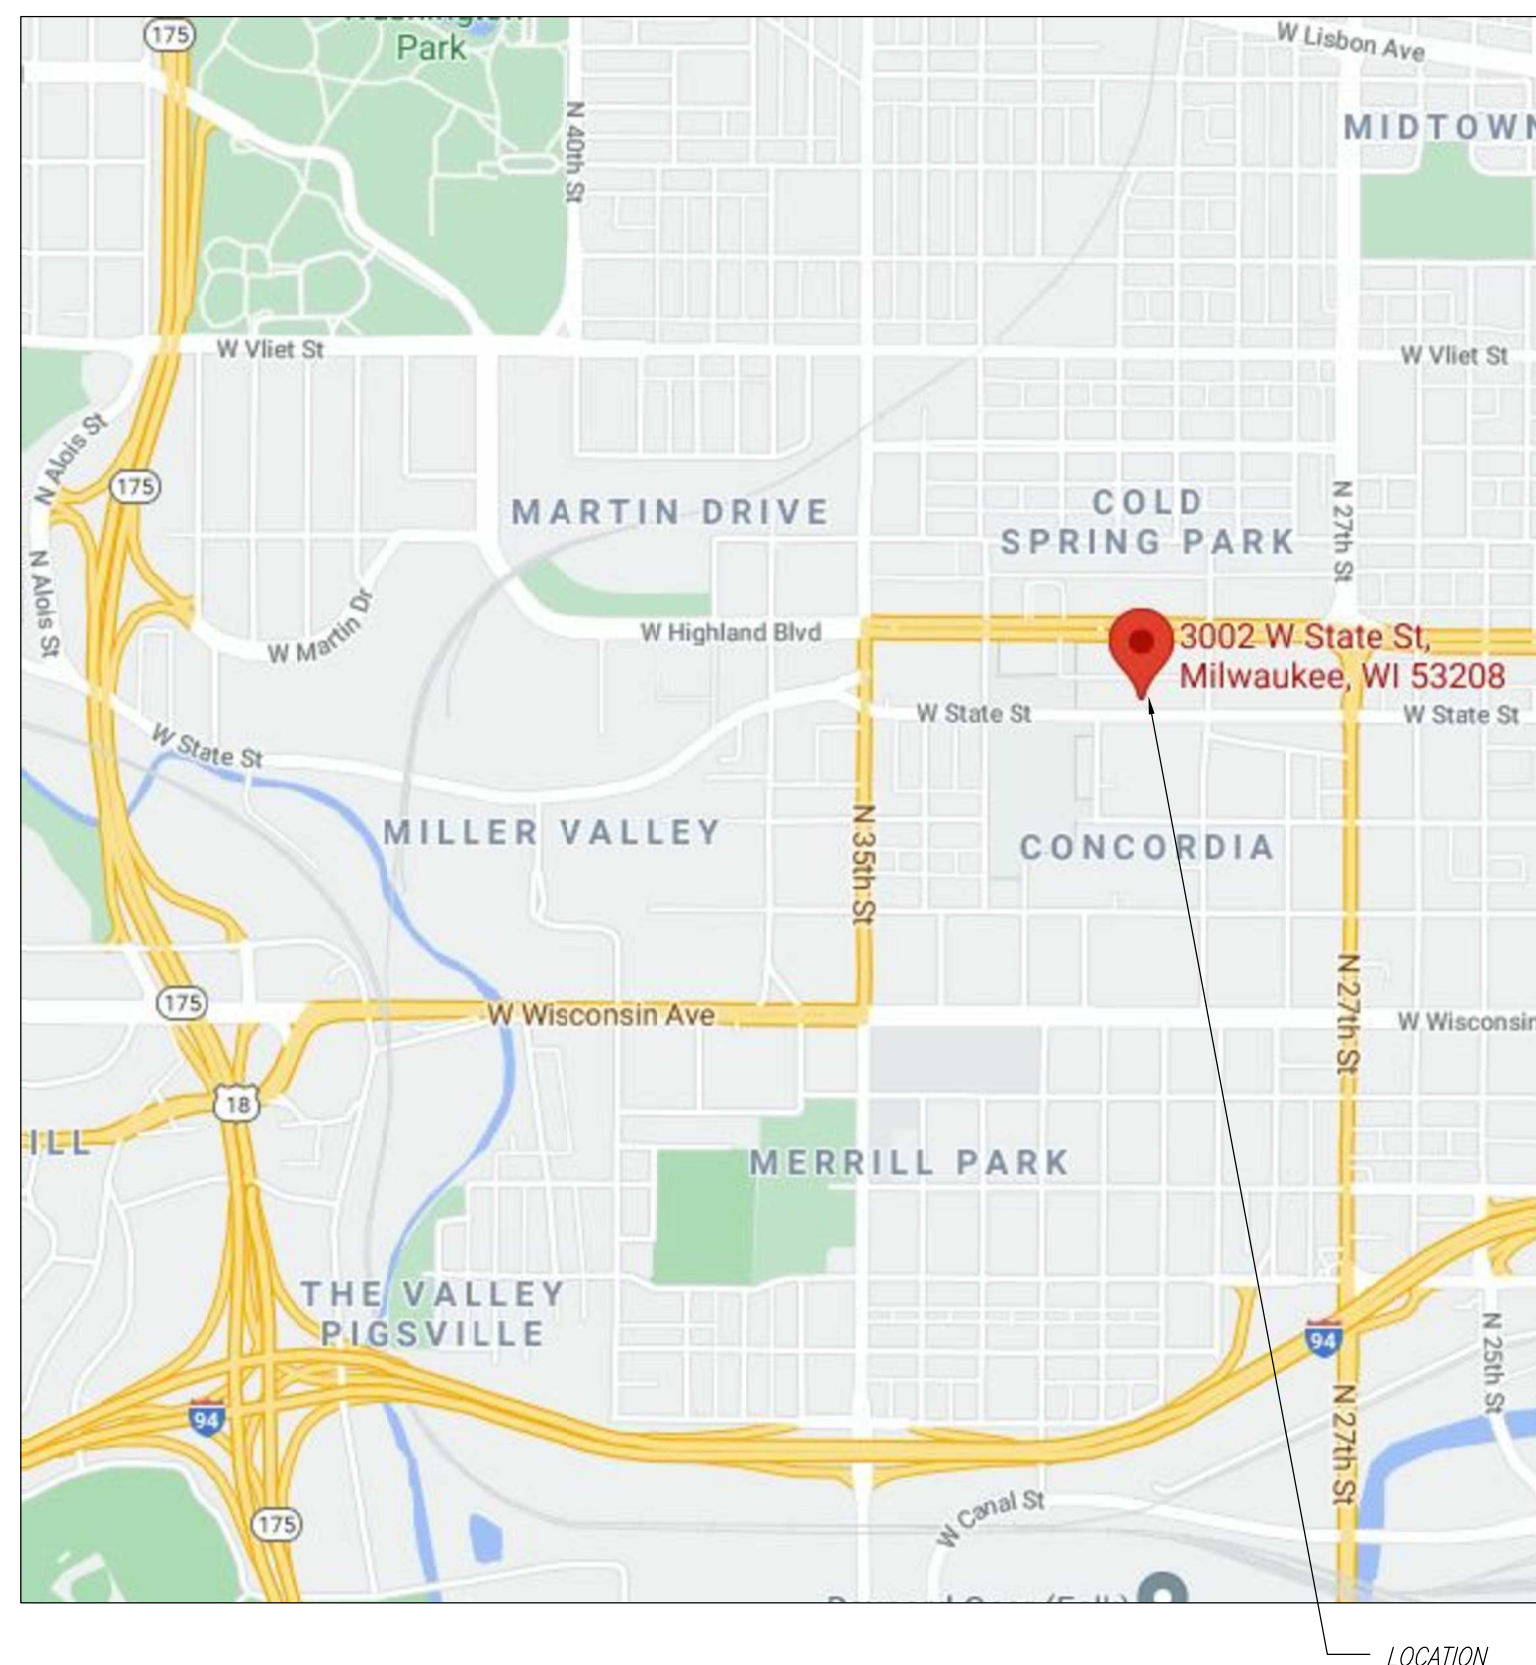 175
Park
W Lisbon Ave
MIDTOWN
N 40th St
W Vliet St
W Vliet St
N Alois St
175
MARTIN DRIVE
COLD
SPRING PARK
N 27th St
N Alois St
W Martin Dr
W Highland Blvd
3002 W State St,
Milwaukee, WI 53208
W State St
W State St
W State St
MILLER VALLEY
N 35th St
CONCORDIA
175
W Wisconsin Ave
N 27th St
W Wisconsin
18
ILL
MERRILL PARK
THE VALLEY
PIGSVILLE
94
N 25th St
94
N 27th St
175
W Canal St
LOCATION